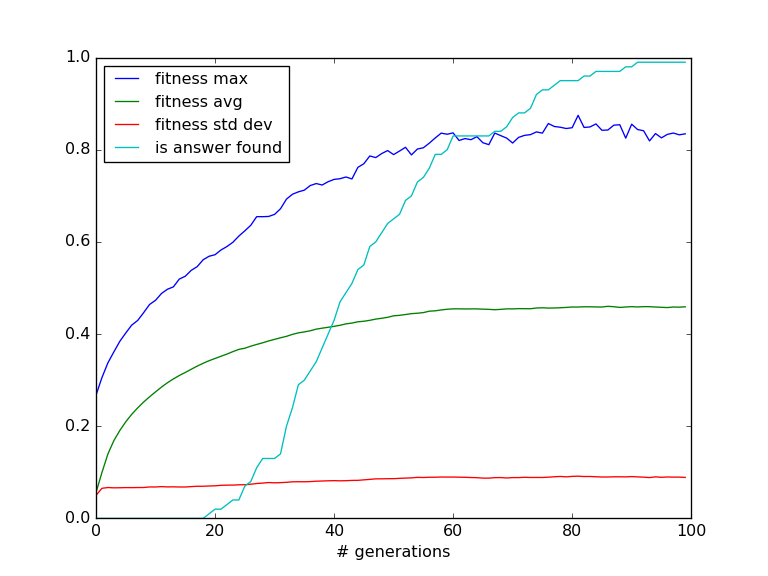 1.0
0.8
0.6
0.4
0.2
0.0
fitness max
fitness avg
fitness std dev
is answer found
0 20 40 60 80 100
# generations